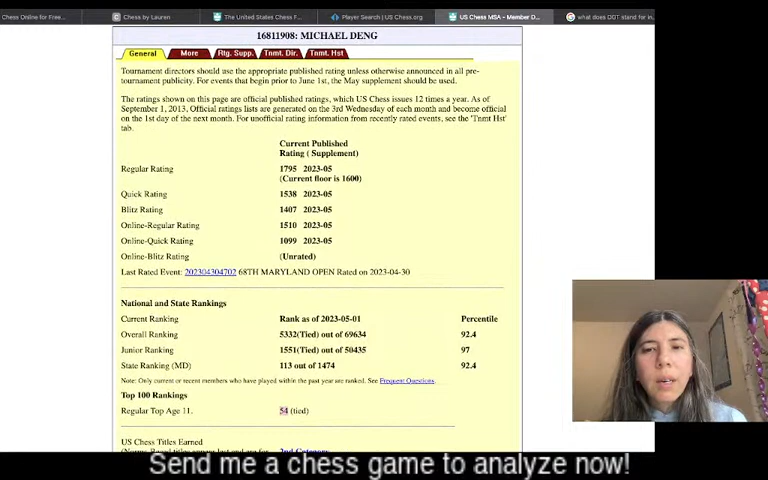 Chess Online for Free...
Chess by Lauren
The United States Chess F...
Player Search | US Chess.org
US Chess MSA - Member D...
what does DGT stand for in...
16811908: MICHAEL DENG
General
More
Rtg. Supp.
Tnmt. Dir.
Tnmt. Hst
Tournament directors should use the appropriate published rating unless otherwise announced in all pre-
tournament publicity. For events that begin prior to June 1st, the May supplement should be used.
The ratings shown on this page are official published ratings, which US Chess issues 12 times a year. As of
September 1, 2013, Official ratings lists are generated on the 3rd Wednesday of each month and become official
on the 1st day of the next month. For unofficial rating information from recently rated events, see the 'Tnmt Hst'
tab.
Current Published
Rating ( Supplement)
Regular Rating 1795 2023-05
(Current floor is 1600)
Quick Rating 1538 2023-05
Blitz Rating 1407 2023-05
Online-Regular Rating 1510 2023-05
Online-Quick Rating 1099 2023-05
Online-Blitz Rating (Unrated)
Last Rated Event: 202304304702 68TH MARYLAND OPEN Rated on 2023-04-30
National and State Rankings
Current Ranking Rank as of 2023-05-01 Percentile
Overall Ranking 5332(Tied) out of 69634 92.4
Junior Ranking 1551(Tied) out of 50435 97
State Ranking (MD) 113 out of 1474 92.4
Note: Only current or recent members who have played within the past year are ranked. See Frequent Questions.
Top 100 Rankings
Regular Top Age 11. 54 (tied)
US Chess Titles Earned
2nd Category
Send me a chess game to analyze now!